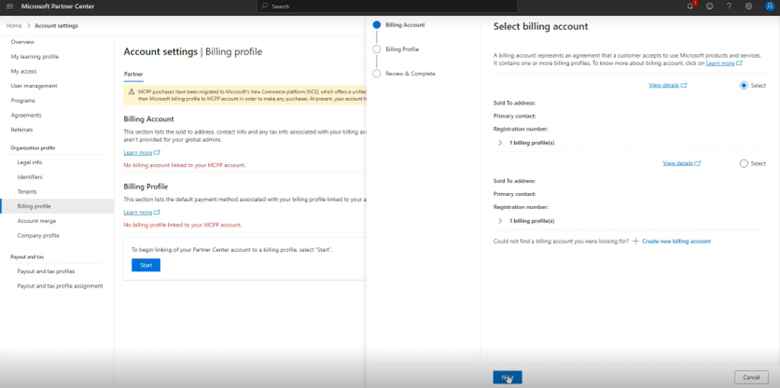 Microsoft Partner Center
Search
Home > Account settings
Overview
My learning profile
My access
User management
Programs
Agreements
Referrals
Organization profile
Legal info
Identifiers
Tenants
Billing profile
Account merge
Company profile
Payout and tax
Payout and tax profiles
Payout and tax profile assignment
Account settings | Billing profile
Partner
MCPP purchases have been migrated to Microsoft's New Commerce platform (NCE), which offers a unified
their Microsoft billing profile to MCPP account in order to make any purchases. At present, your account
Billing Account
This section lists the sold to address, contact info and any tax info associated with your billing
aren't provided for your global admins.
Learn more
No billing account linked to your MCPP account.
Billing Profile
This section lists the default payment method associated with your billing profile linked to your
Learn more
No billing profile linked to your MCPP account.
To begin linking of your Partner Center account to a billing profile, select "Start".
Start
Billing Account
Billing Profile
Review & Complete
Select billing account
A billing account represents an agreement that a customer accepts to use Microsoft products and services.
It contains one or more billing profiles. To know more about billing account, click on Learn more
View details
Select
Sold To address:
Primary contact:
Registration number:
> 1 billing profile(s)
View details
Select
Sold To address:
Primary contact:
Registration number:
> 1 billing profile(s)
Could not find a billing account you were looking for? + Create new billing account
Cancel